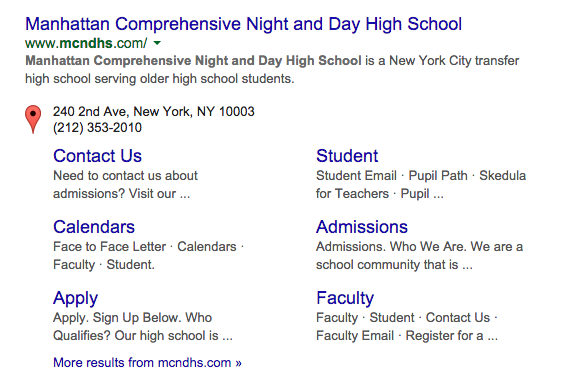 Manhattan Comprehensive Night and Day High School
www.mcndhs.com/
Manhattan Comprehensive Night and Day High School is a New York City transfer
high school serving older high school students.
240 2nd Ave, New York, NY 10003
(212) 353-2010
Contact Us
Need to contact us about
admissions? Visit our ...
Student
Student Email · Pupil Path · Skedula
for Teachers · Pupil ...
Calendars
Face to Face Letter · Calendars ·
Faculty · Student.
Admissions
Admissions. Who We Are. We are a
school community that is ...
Apply
Apply. Sign Up Below. Who
Qualifies? Our high school is ...
Faculty
Faculty · Student · Contact Us ·
Faculty Email · Register for a ...
More results from mcndhs.com »